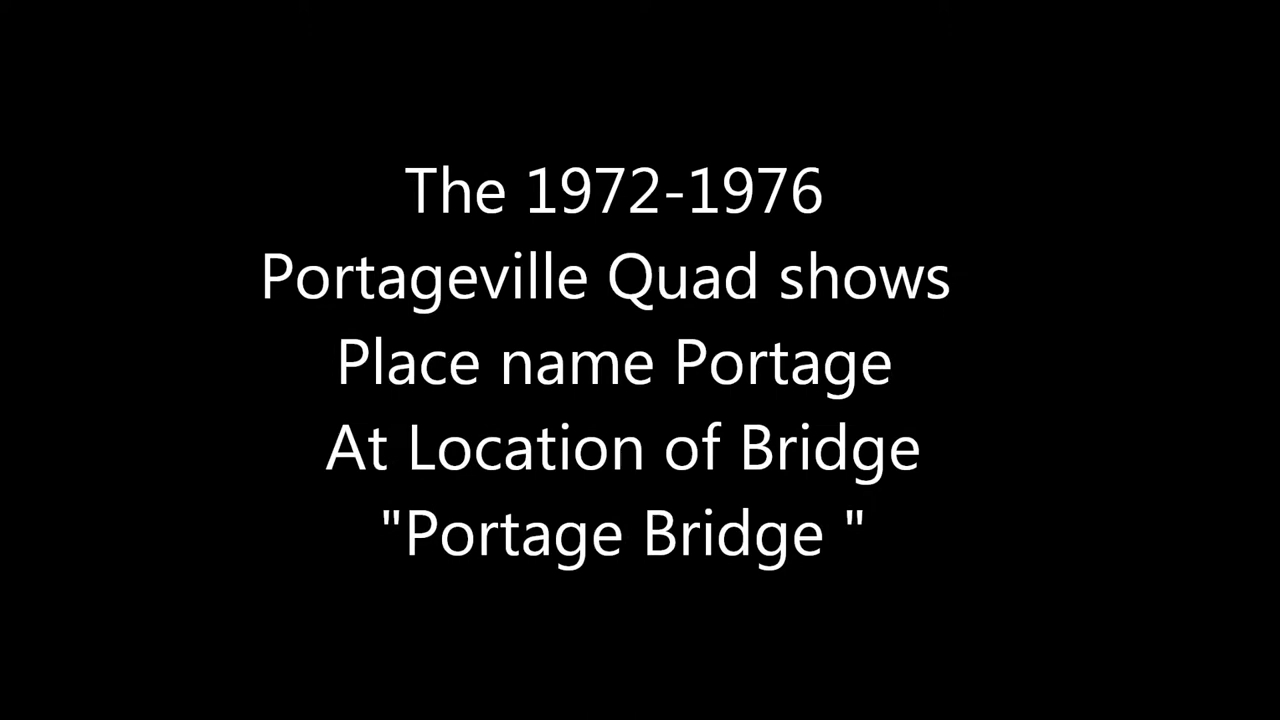 The 1972-1976
Portageville Quad shows
Place name Portage
At Location of Bridge
"Portage Bridge "